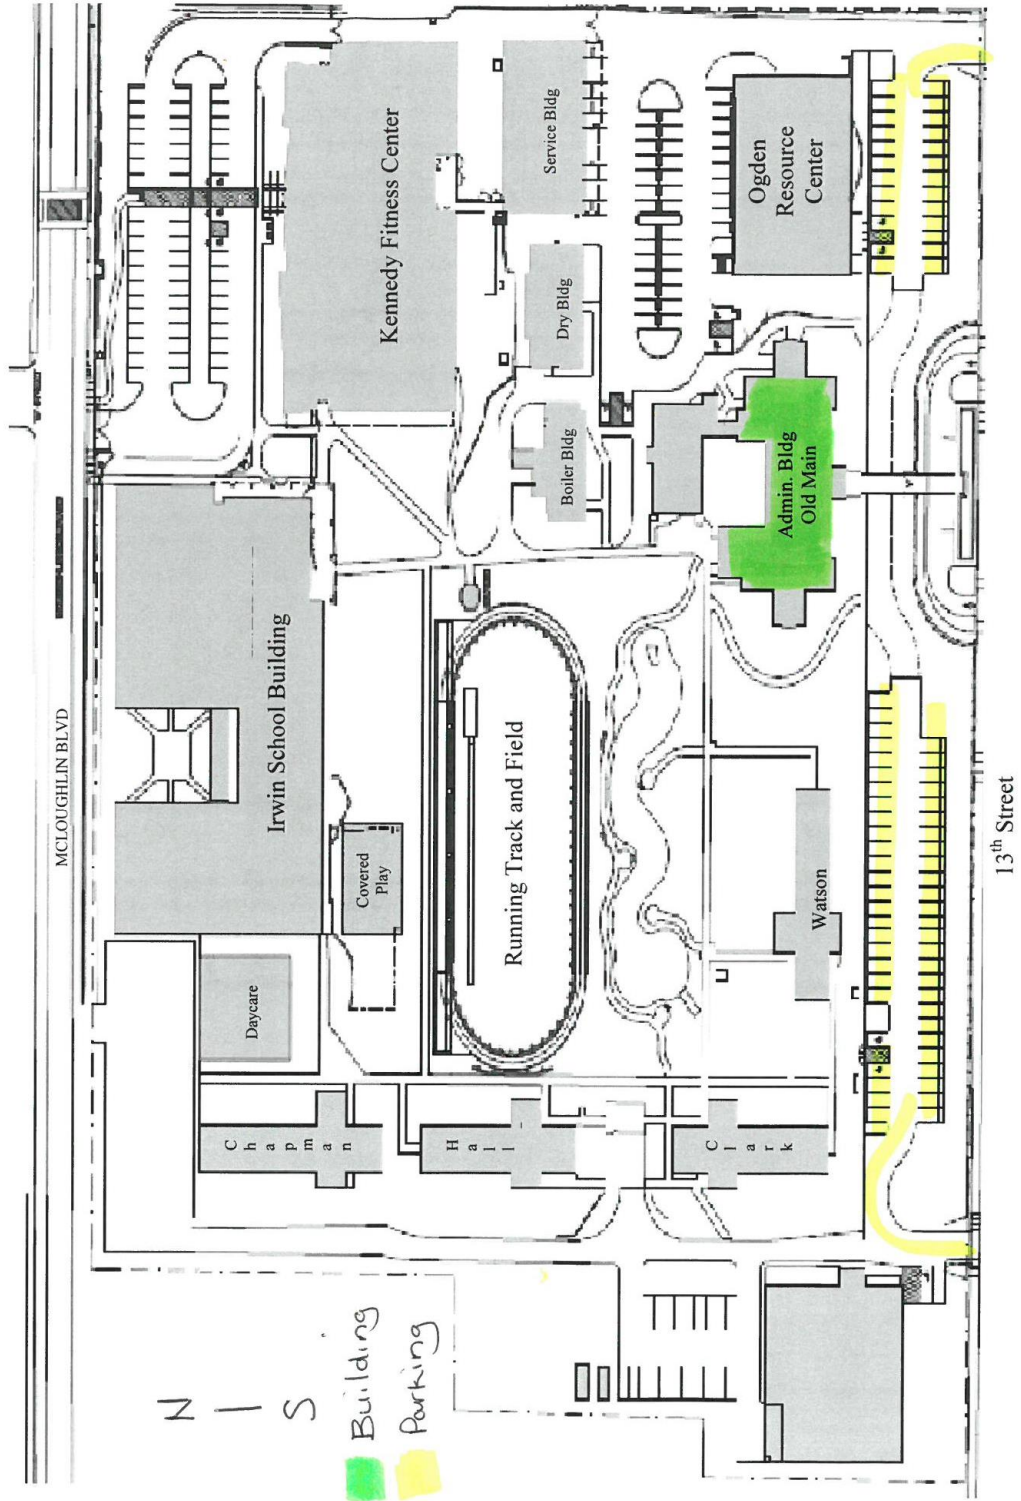 MCLOUGHLIN BLVD
Kennedy Fitness Center
Service Bldg
Ogden
Resource
Center
Dry Bldg
Boiler Bldg
Admin. Bldg
Old Main
Irwin School Building
Covered
Play
Running Track and Field
Watson
Daycare
Chapman
Hall
Clark
13th Street
N
S
Building
Parking